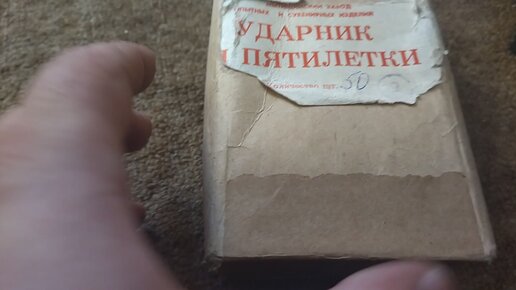 ЗАВОД
И СУВЕНИРНЫХ ИЗДЕЛИЙ
УДАРНИК
ПЯТИЛЕТКИ
Количество шт. 50